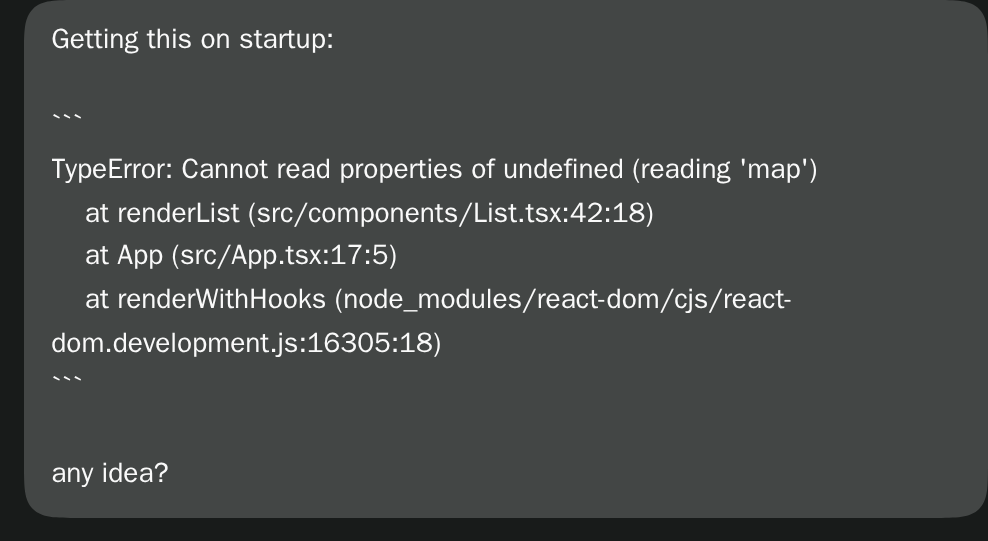 Getting this on startup:
```
TypeError: Cannot read properties of undefined (reading 'map')
    at renderList (src/components/List.tsx:42:18)
    at App (src/App.tsx:17:5)
    at renderWithHooks (node_modules/react-dom/cjs/react-
dom.development.js:16305:18)
```
any idea?